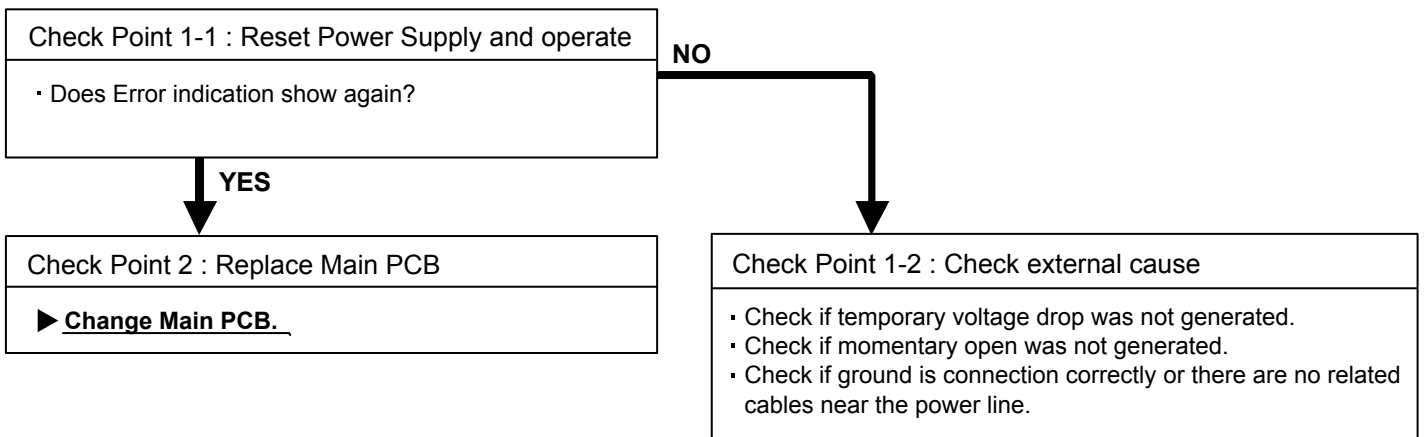 Check Point 1-1 : Reset Power Supply and operate
NO
· Does Error indication show again?
YES
Check Point 2 : Replace Main PCB
▶ Change Main PCB.
Check Point 1-2 : Check external cause
· Check if temporary voltage drop was not generated.
· Check if momentary open was not generated.
· Check if ground is connection correctly or there are no related
cables near the power line.